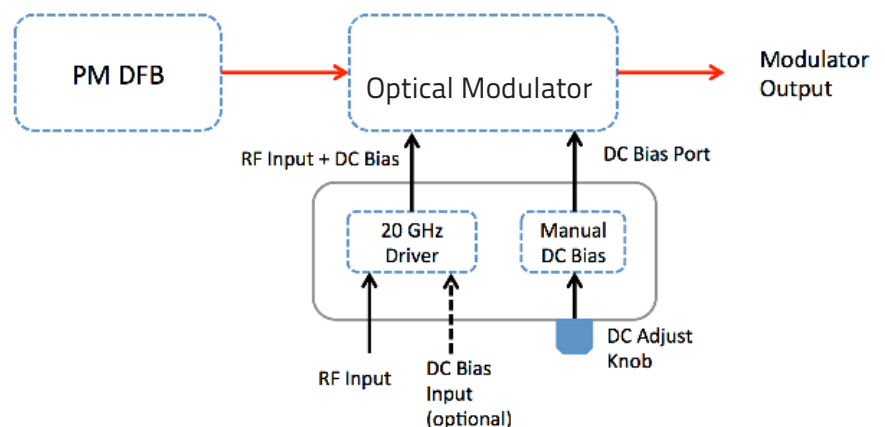 PM DFB
Optical Modulator
Modulator
Output
RF Input + DC Bias
DC Bias Port
20 GHz
Driver
Manual
DC Bias
RF Input
DC Bias
Input
(optional)
DC Adjust
Knob